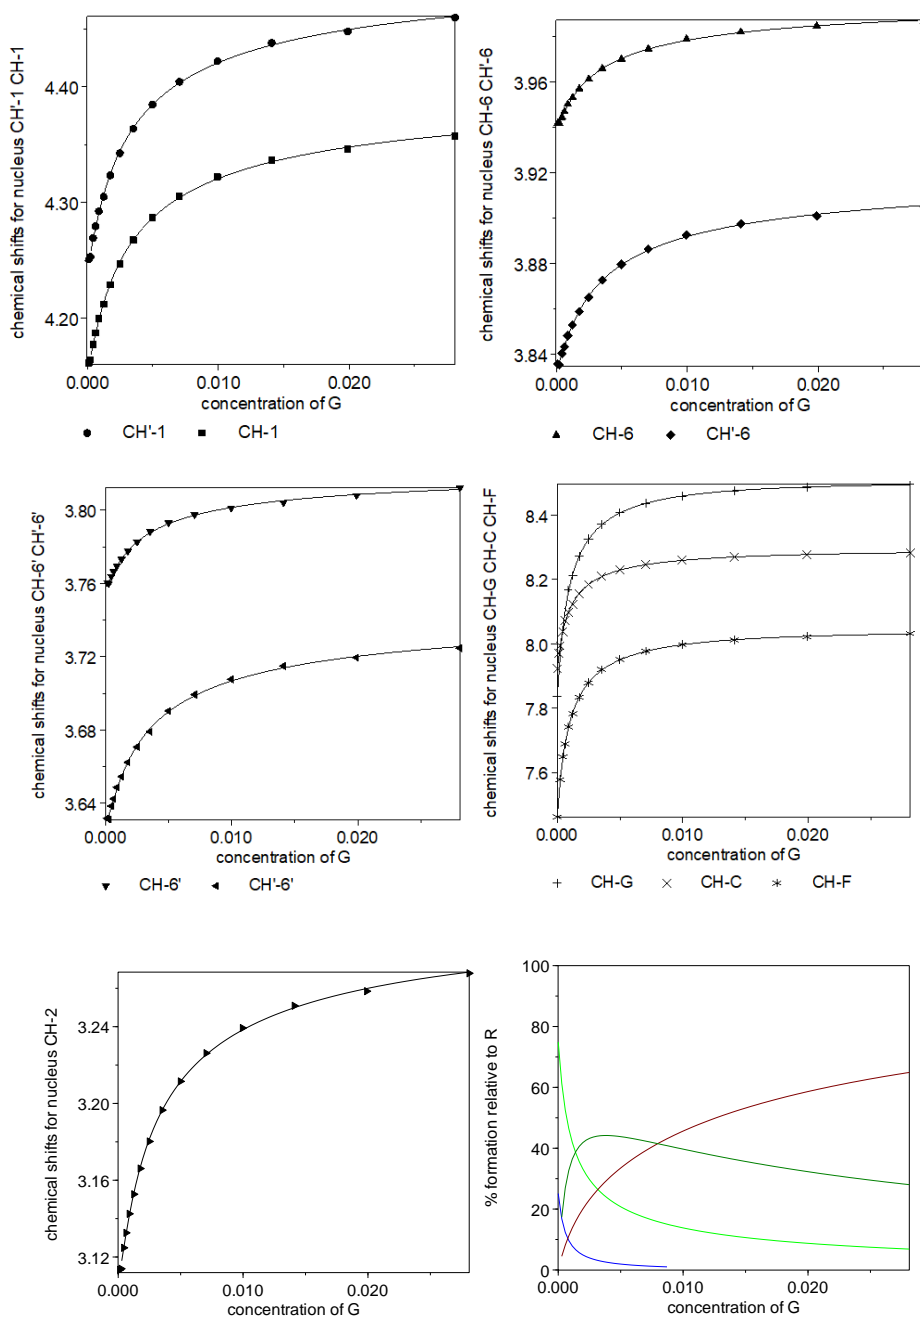 chemical shifts for nucleus CH'-1 CH-1
4.40
4.30
4.20
0.000 0.010 0.020
concentration of G
CH'-1 CH-1
chemical shifts for nucleus CH-6 CH'-6
3.96
3.92
3.88
3.84
0.000 0.010 0.020
concentration of G
CH-6 CH'-6
chemical shifts for nucleus CH-6' CH'-6'
3.80
3.76
3.72
3.68
3.64
0.000 0.010 0.020
concentration of G
CH-6' CH'-6'
chemical shifts for nucleus CH-G CH-C CH-F
8.4
8.2
8.0
7.8
7.6
0.000 0.010 0.020
concentration of G
CH-G CH-C CH-F
chemical shifts for nucleus CH-2
3.24
3.20
3.16
3.12
0.000 0.010 0.020
concentration of G
% formation relative to R
100
80
60
40
20
0
0.000 0.010 0.020
concentration of G